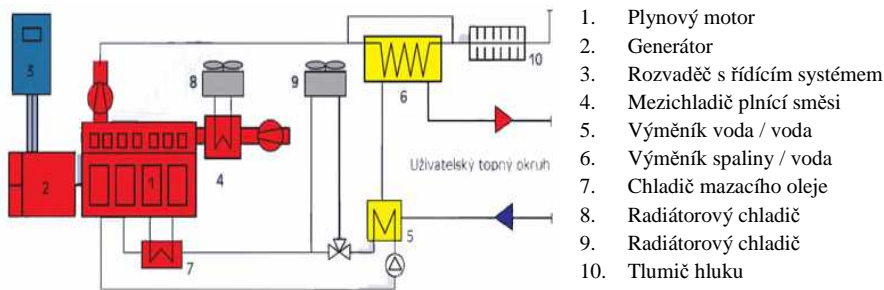 3
8
9
10
6
4
2
1
7
5
Uživatelský topný okruh
1. Plynový motor
2. Generátor
3. Rozvaděč s řídícím systémem
4. Mezichladič plnící směsi
5. Výměník voda / voda
6. Výměník spaliny / voda
7. Chladič mazacího oleje
8. Radiátorový chladič
9. Radiátorový chladič
10. Tlumič hluku